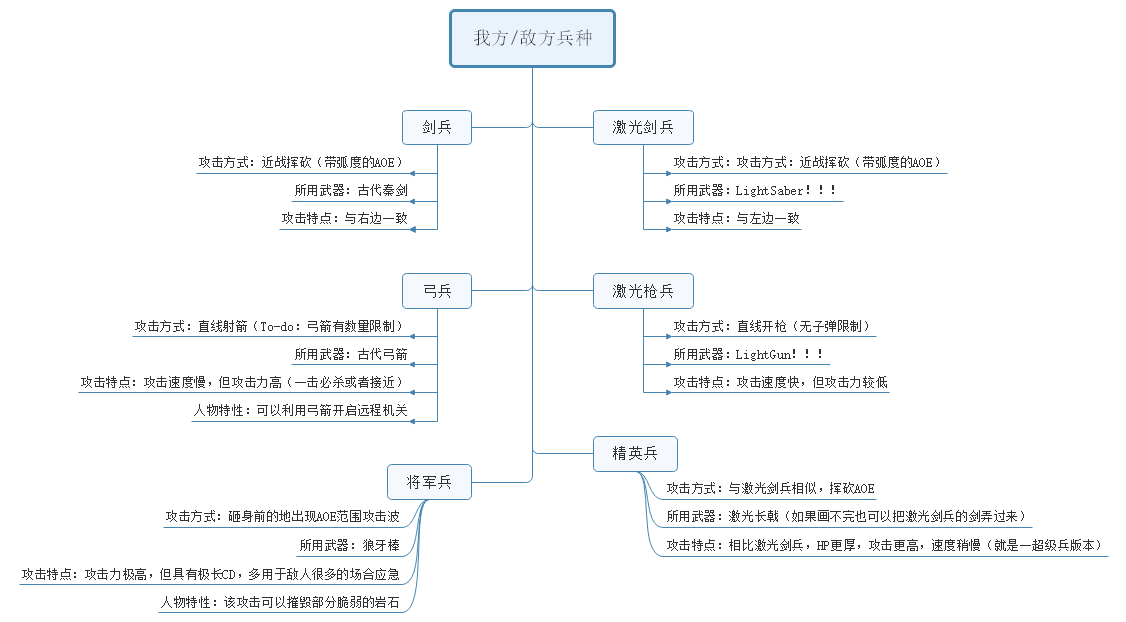 我方/敌方兵种
剑兵
攻击方式：近战挥砍（带弧度的AOE）
所用武器：古代秦剑
攻击特点：与右边一致
激光剑兵
攻击方式：攻击方式：近战挥砍（带弧度的AOE）
所用武器：LightSaber！！！
攻击特点：与左边一致
弓兵
攻击方式：直线射箭（To-do：弓箭有数量限制）
所用武器：古代弓箭
攻击特点：攻击速度慢，但攻击力高（一击必杀或者接近）
人物特性：可以利用弓箭开启远程机关
激光枪兵
攻击方式：直线开枪（无子弹限制）
所用武器：LightGun！！！
攻击特点：攻击速度快，但攻击力较低
将军兵
攻击方式：砸身前的地出现AOE范围攻击波
所用武器：狼牙棒
攻击特点：攻击力极高，但具有极长CD，多用于敌人很多的场合应急
人物特性：该攻击可以摧毁部分脆弱的岩石
精英兵
攻击方式：与激光剑兵相似，挥砍AOE
所用武器：激光长戟（如果画不完也可以把激光剑兵的剑弄过来）
攻击特点：相比激光剑兵，HP更厚，攻击更高，速度稍慢（就是一超级兵版本）